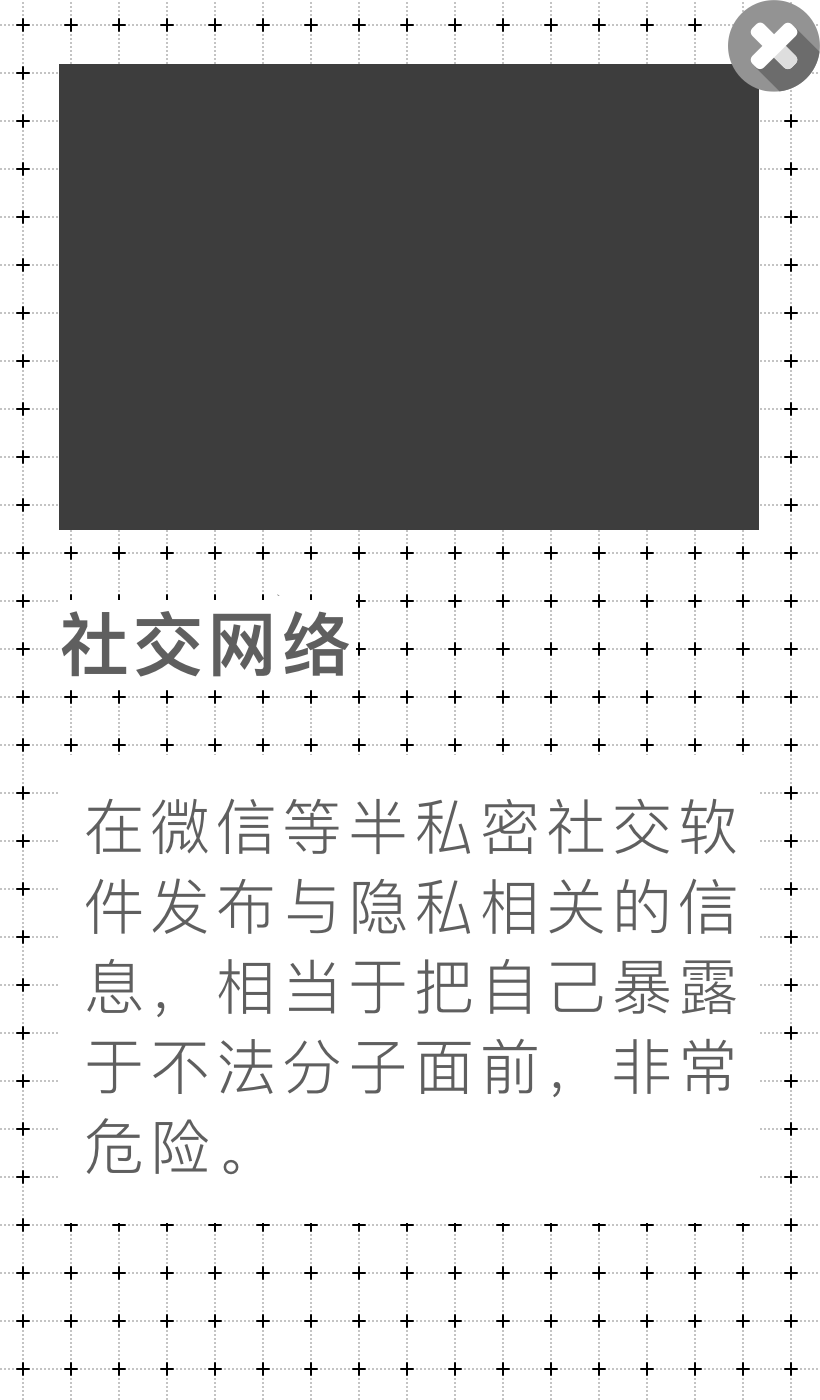 社交网络
在微信等半私密社交软
件发布与隐私相关的信
息，相当于把自己暴露
于不法分子面前，非常
危险。